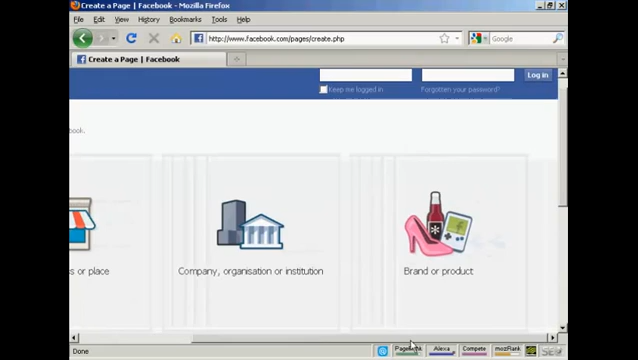 Create a Page | Facebook - Mozilla Firefox
File Edit View History Bookmarks Tools Help
http://www.facebook.com/pages/create.php
Google
Create a Page | Facebook
Log in
Keep me logged in
Forgotten your password?
book.
s or place
Company, organisation or institution
Brand or product
Done
PageRank
Alexa
Compete
mozRank